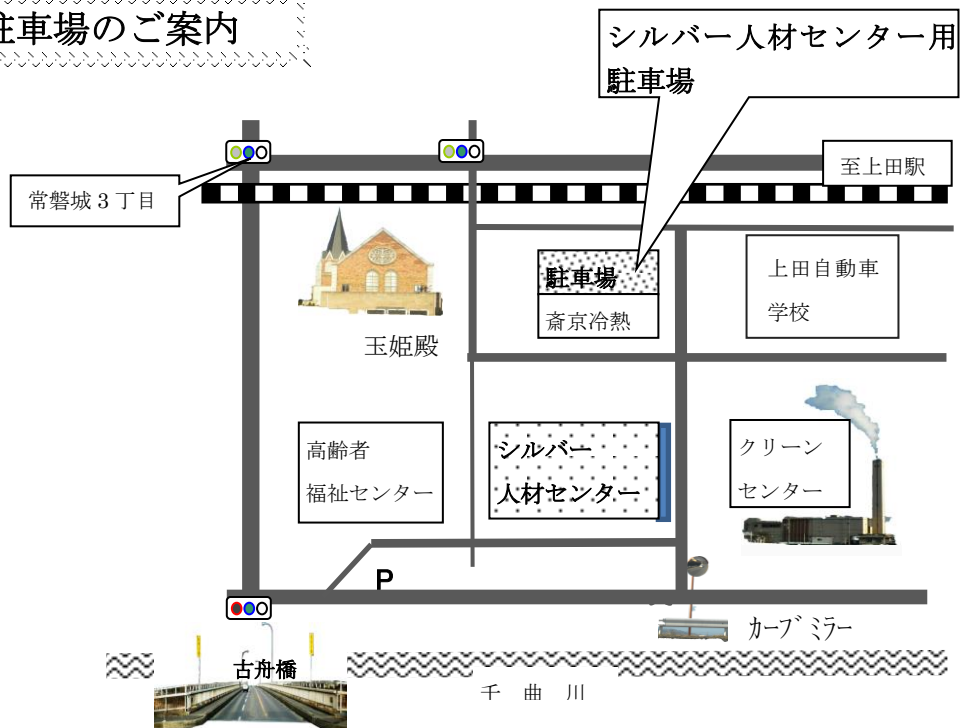 駐車場のご案内
シルバー人材センター用
駐車場
至上田駅
常磐城3丁目
駐車場
斎京冷熱
上田自動車
学校
玉姫殿
高齢者
福祉センター
シルバー
人材センター
クリーン
センター
P
カーブミラー
古舟橋
千曲川